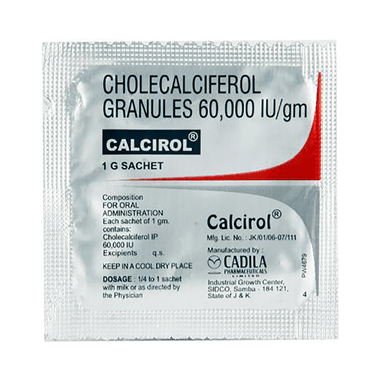 CHOLECALCIFEROL
GRANULES 60,000 IU/gm
CALCIROL®
1 G SACHET
Composition
FOR ORAL
ADMINISTRATION
Each sachet of 1 gm.
contains:
Cholecalciferol IP
60,000 IU
Excipients q.s.
KEEP IN A COOL DRY PLACE
DOSAGE : 1/4 to 1 sachet
with milk or as directed by
the Physician
Calcirol®
Mfg. Lic. No. : JK/01/06-07/111
Manufactured by :
CADILA
PHARMACEUTICALS
LIMITED
Industrial Growth Center,
SIDCO, Samba - 184 121,
State of J & K.
PW4679
4